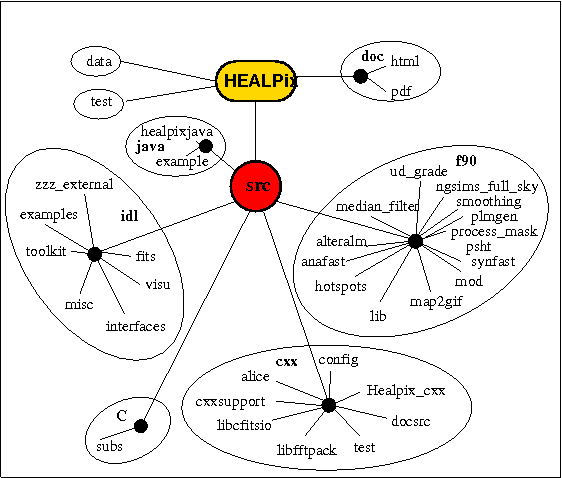 data
test
HEALPix
doc
html
pdf
healpixjava
java
example
src
zzz_external
examples
idl
toolkit
fits
visu
misc
interfaces
f90
ud_grade
ngsims_full_sky
smoothing
median_filter
plmgen
process_mask
alteralm
psht
anafast
synfast
hotspots
mod
map2gif
lib
cxx
config
alice
Healpix_cxx
cxxsupport
docsrc
libcfitsio
libfftpack
test
C
subs